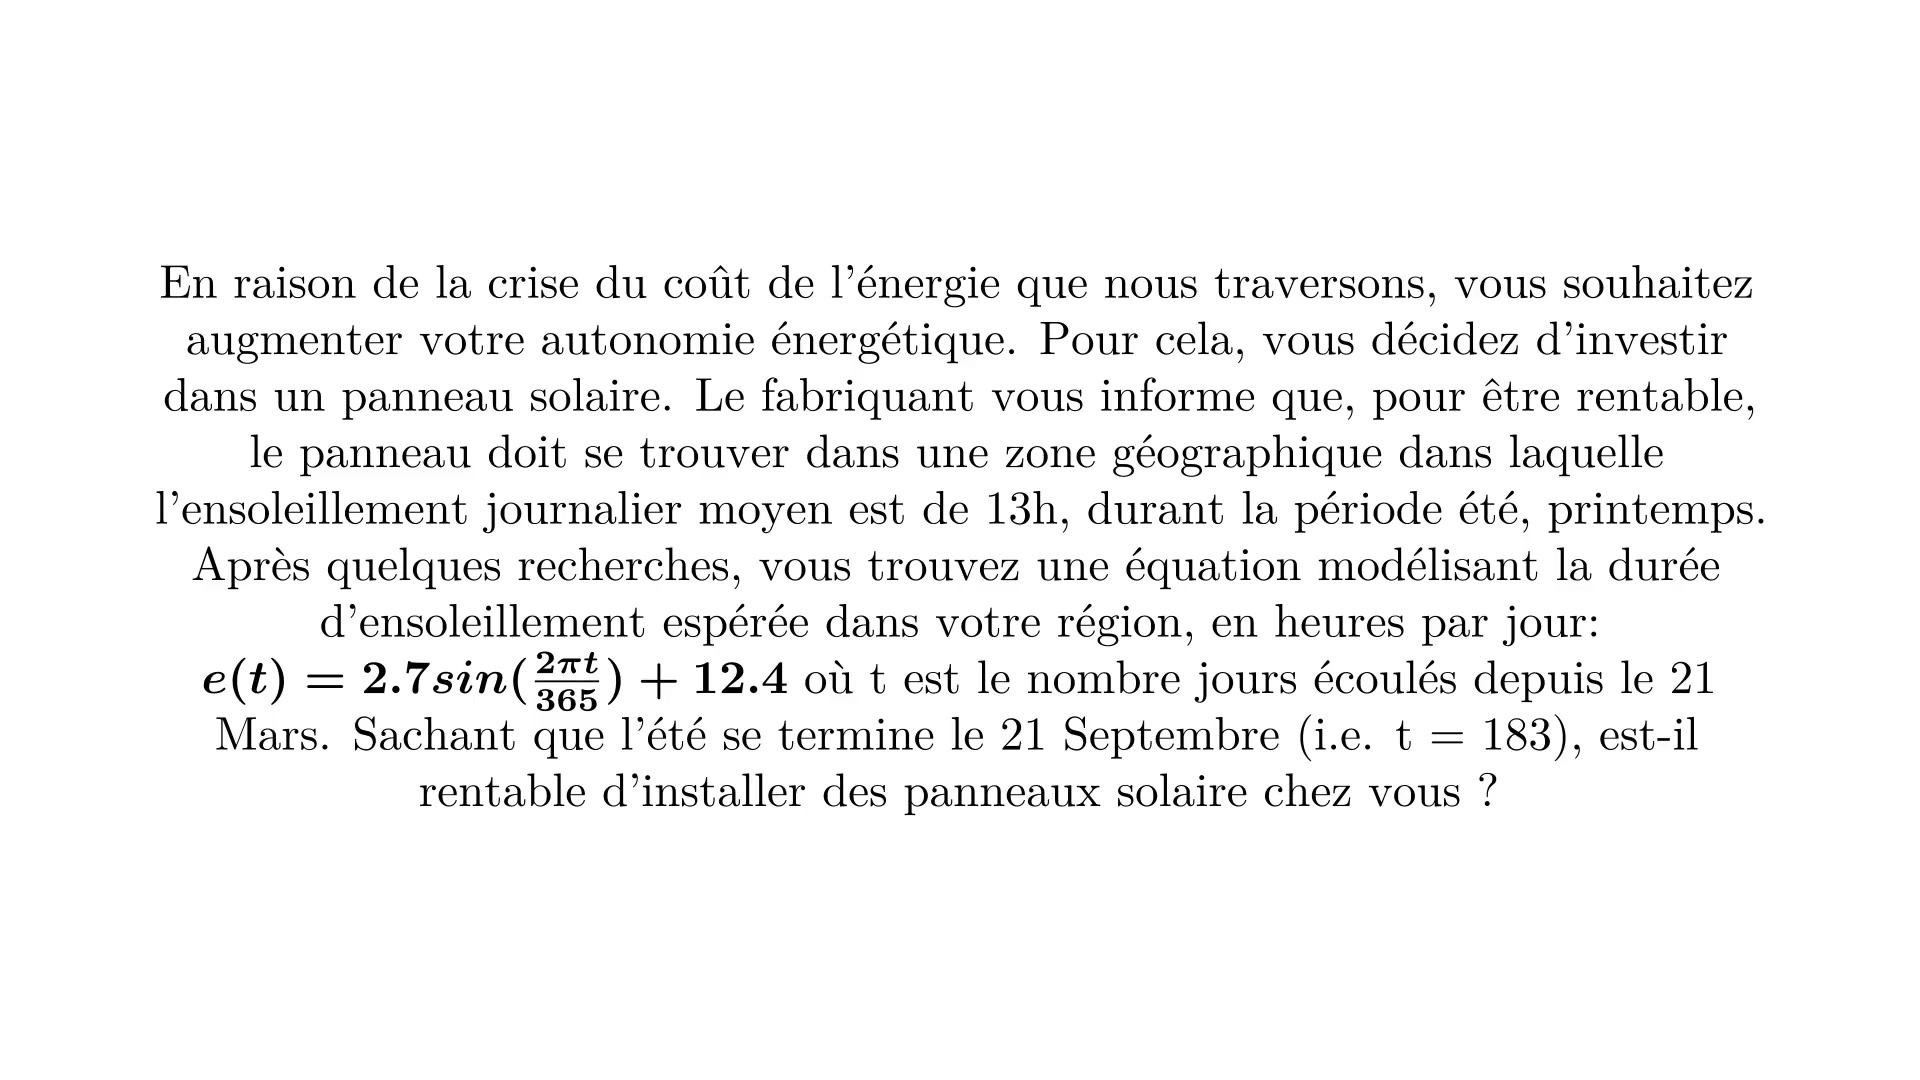 En raison de la crise du coût de l'énergie que nous traversons, vous souhaitez
augmenter votre autonomie énergétique. Pour cela, vous décidez d'investir
dans un panneau solaire. Le fabriquant vous informe que, pour être rentable,
le panneau doit se trouver dans une zone géographique dans laquelle
l'ensoleillement journalier moyen est de 13h, durant la période été, printemps.
Après quelques recherches, vous trouvez une équation modélisant la durée
d'ensoleillement espérée dans votre région, en heures par jour:
e(t) = 2.7sin(\frac{2πt}{365}) + 12.4 où t est le nombre jours écoulés depuis le 21
Mars. Sachant que l'été se termine le 21 Septembre (i.e. t = 183), est-il
rentable d'installer des panneaux solaire chez vous ?